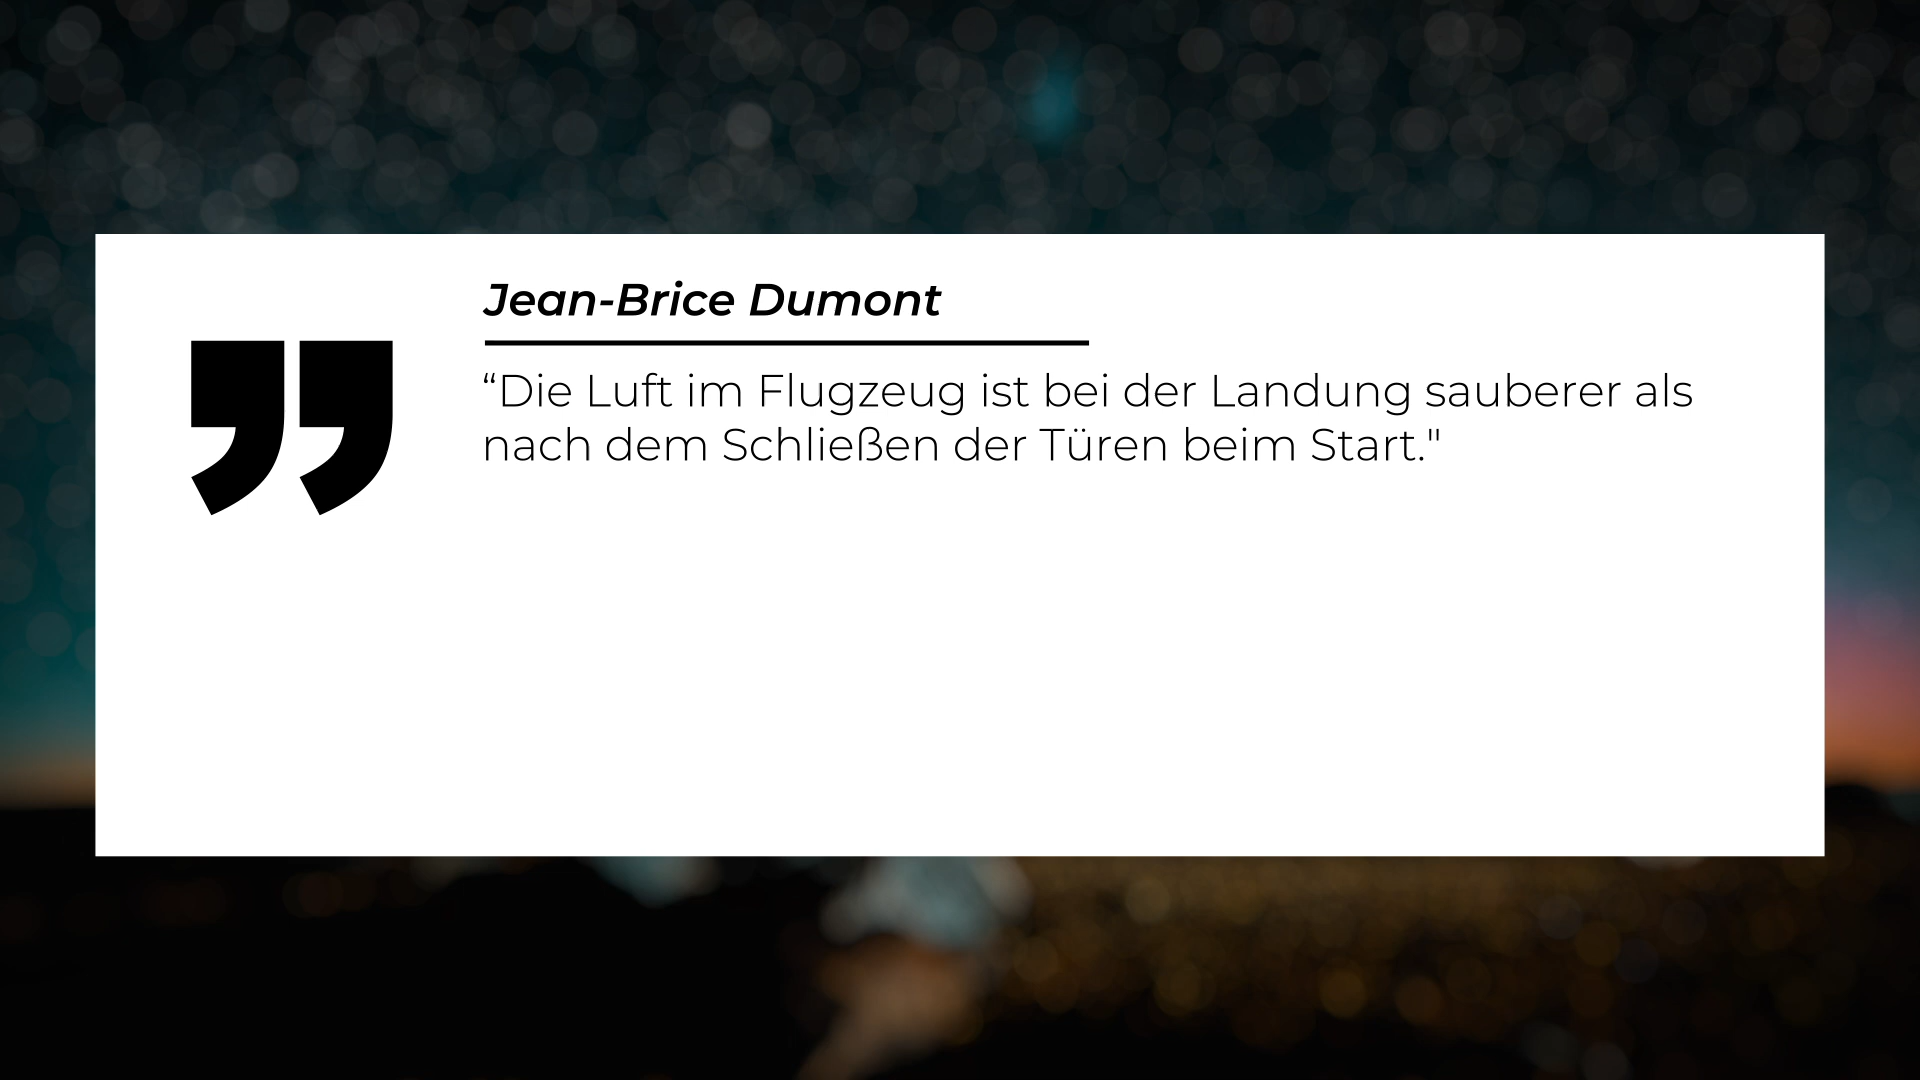 Jean-Brice Dumont
“Die Luft im Flugzeug ist bei der Landung sauberer als
nach dem Schließen der Türen beim Start."